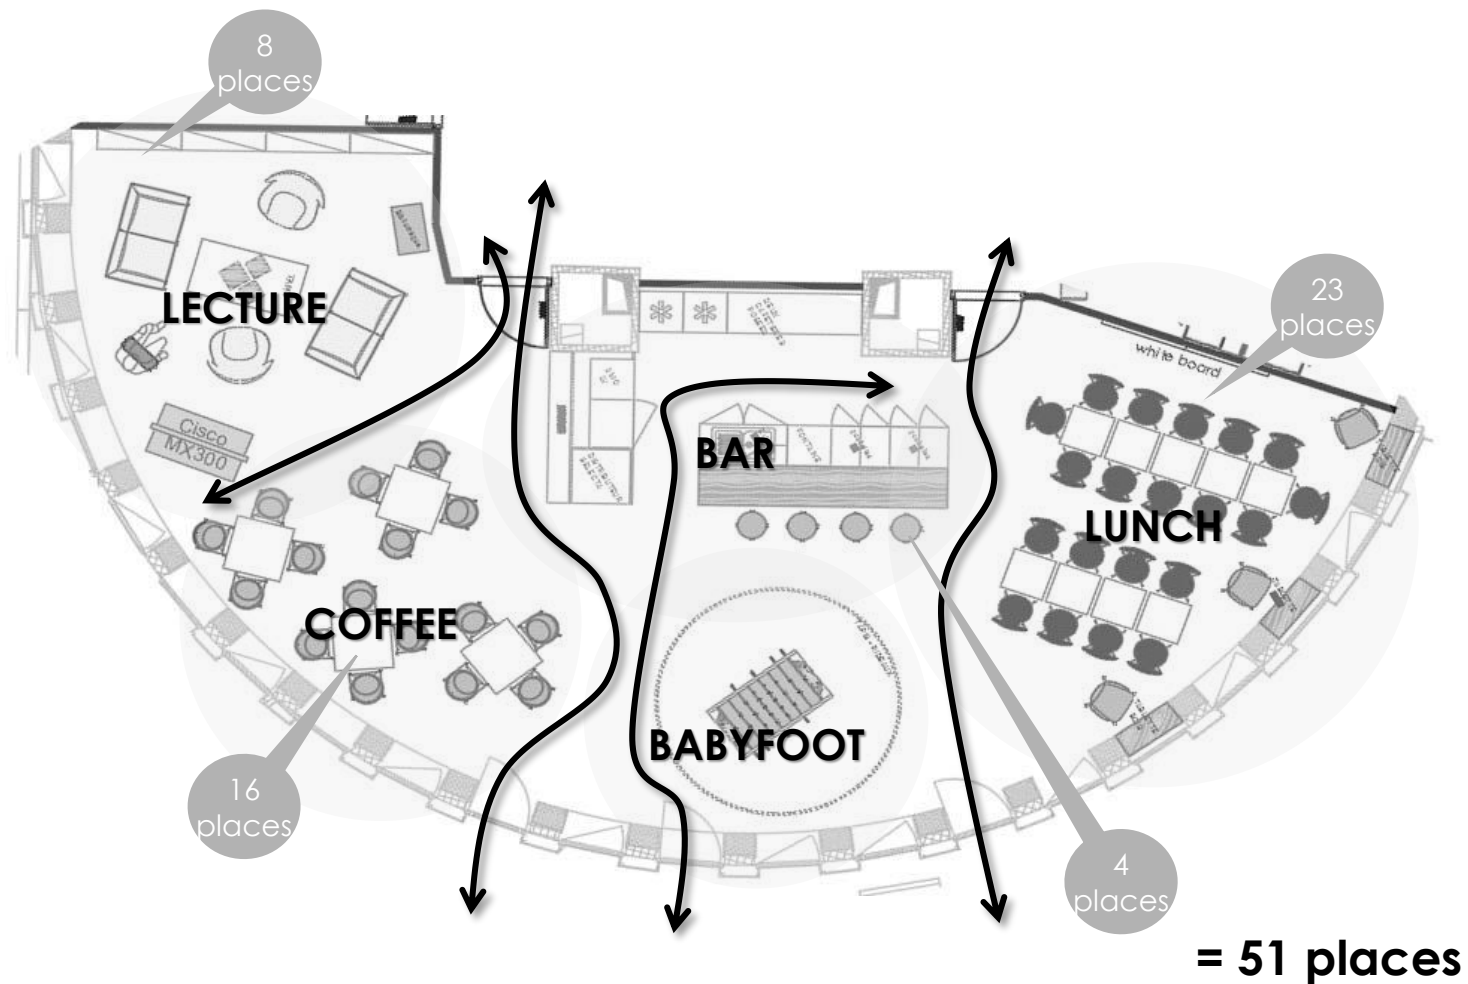 8
places
LECTURE
23
places
white board
Cisco
MX300
BAR
LUNCH
COFFEE
BABYFOOT
16
places
4
places
= 51 places